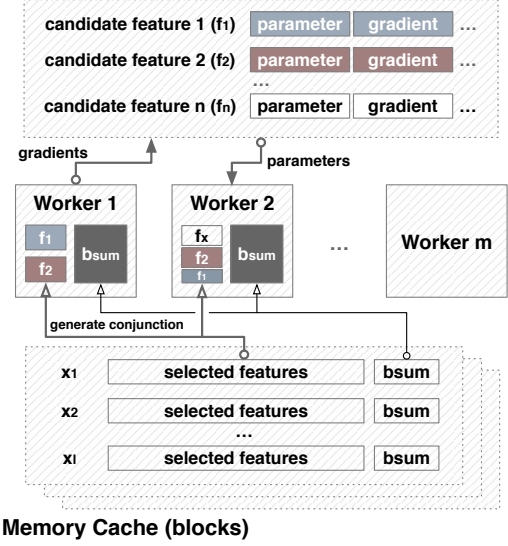 candidate feature 1 (f1) parameter gradient ...
candidate feature 2 (f2) parameter gradient ...
...
candidate feature n (fn) parameter gradient ...
gradients
parameters
Worker 1
f1
f2
bsum
Worker 2
fx
f2
f1
bsum
...
Worker m
generate conjunction
x1 selected features bsum
x2 selected features bsum
...
xl selected features bsum
Memory Cache (blocks)